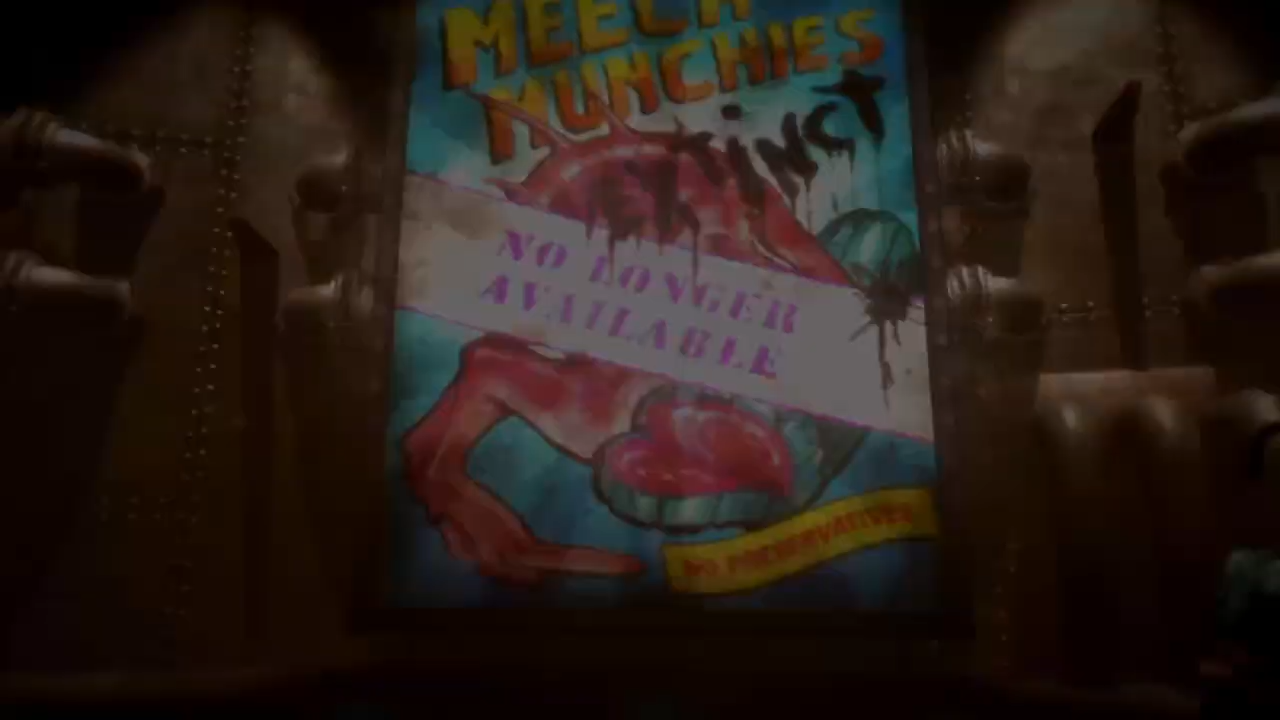 MEECH
MUNCHIES
EXTINCT
NO LONGER
AVAILABLE
NO PRESERVATIVES